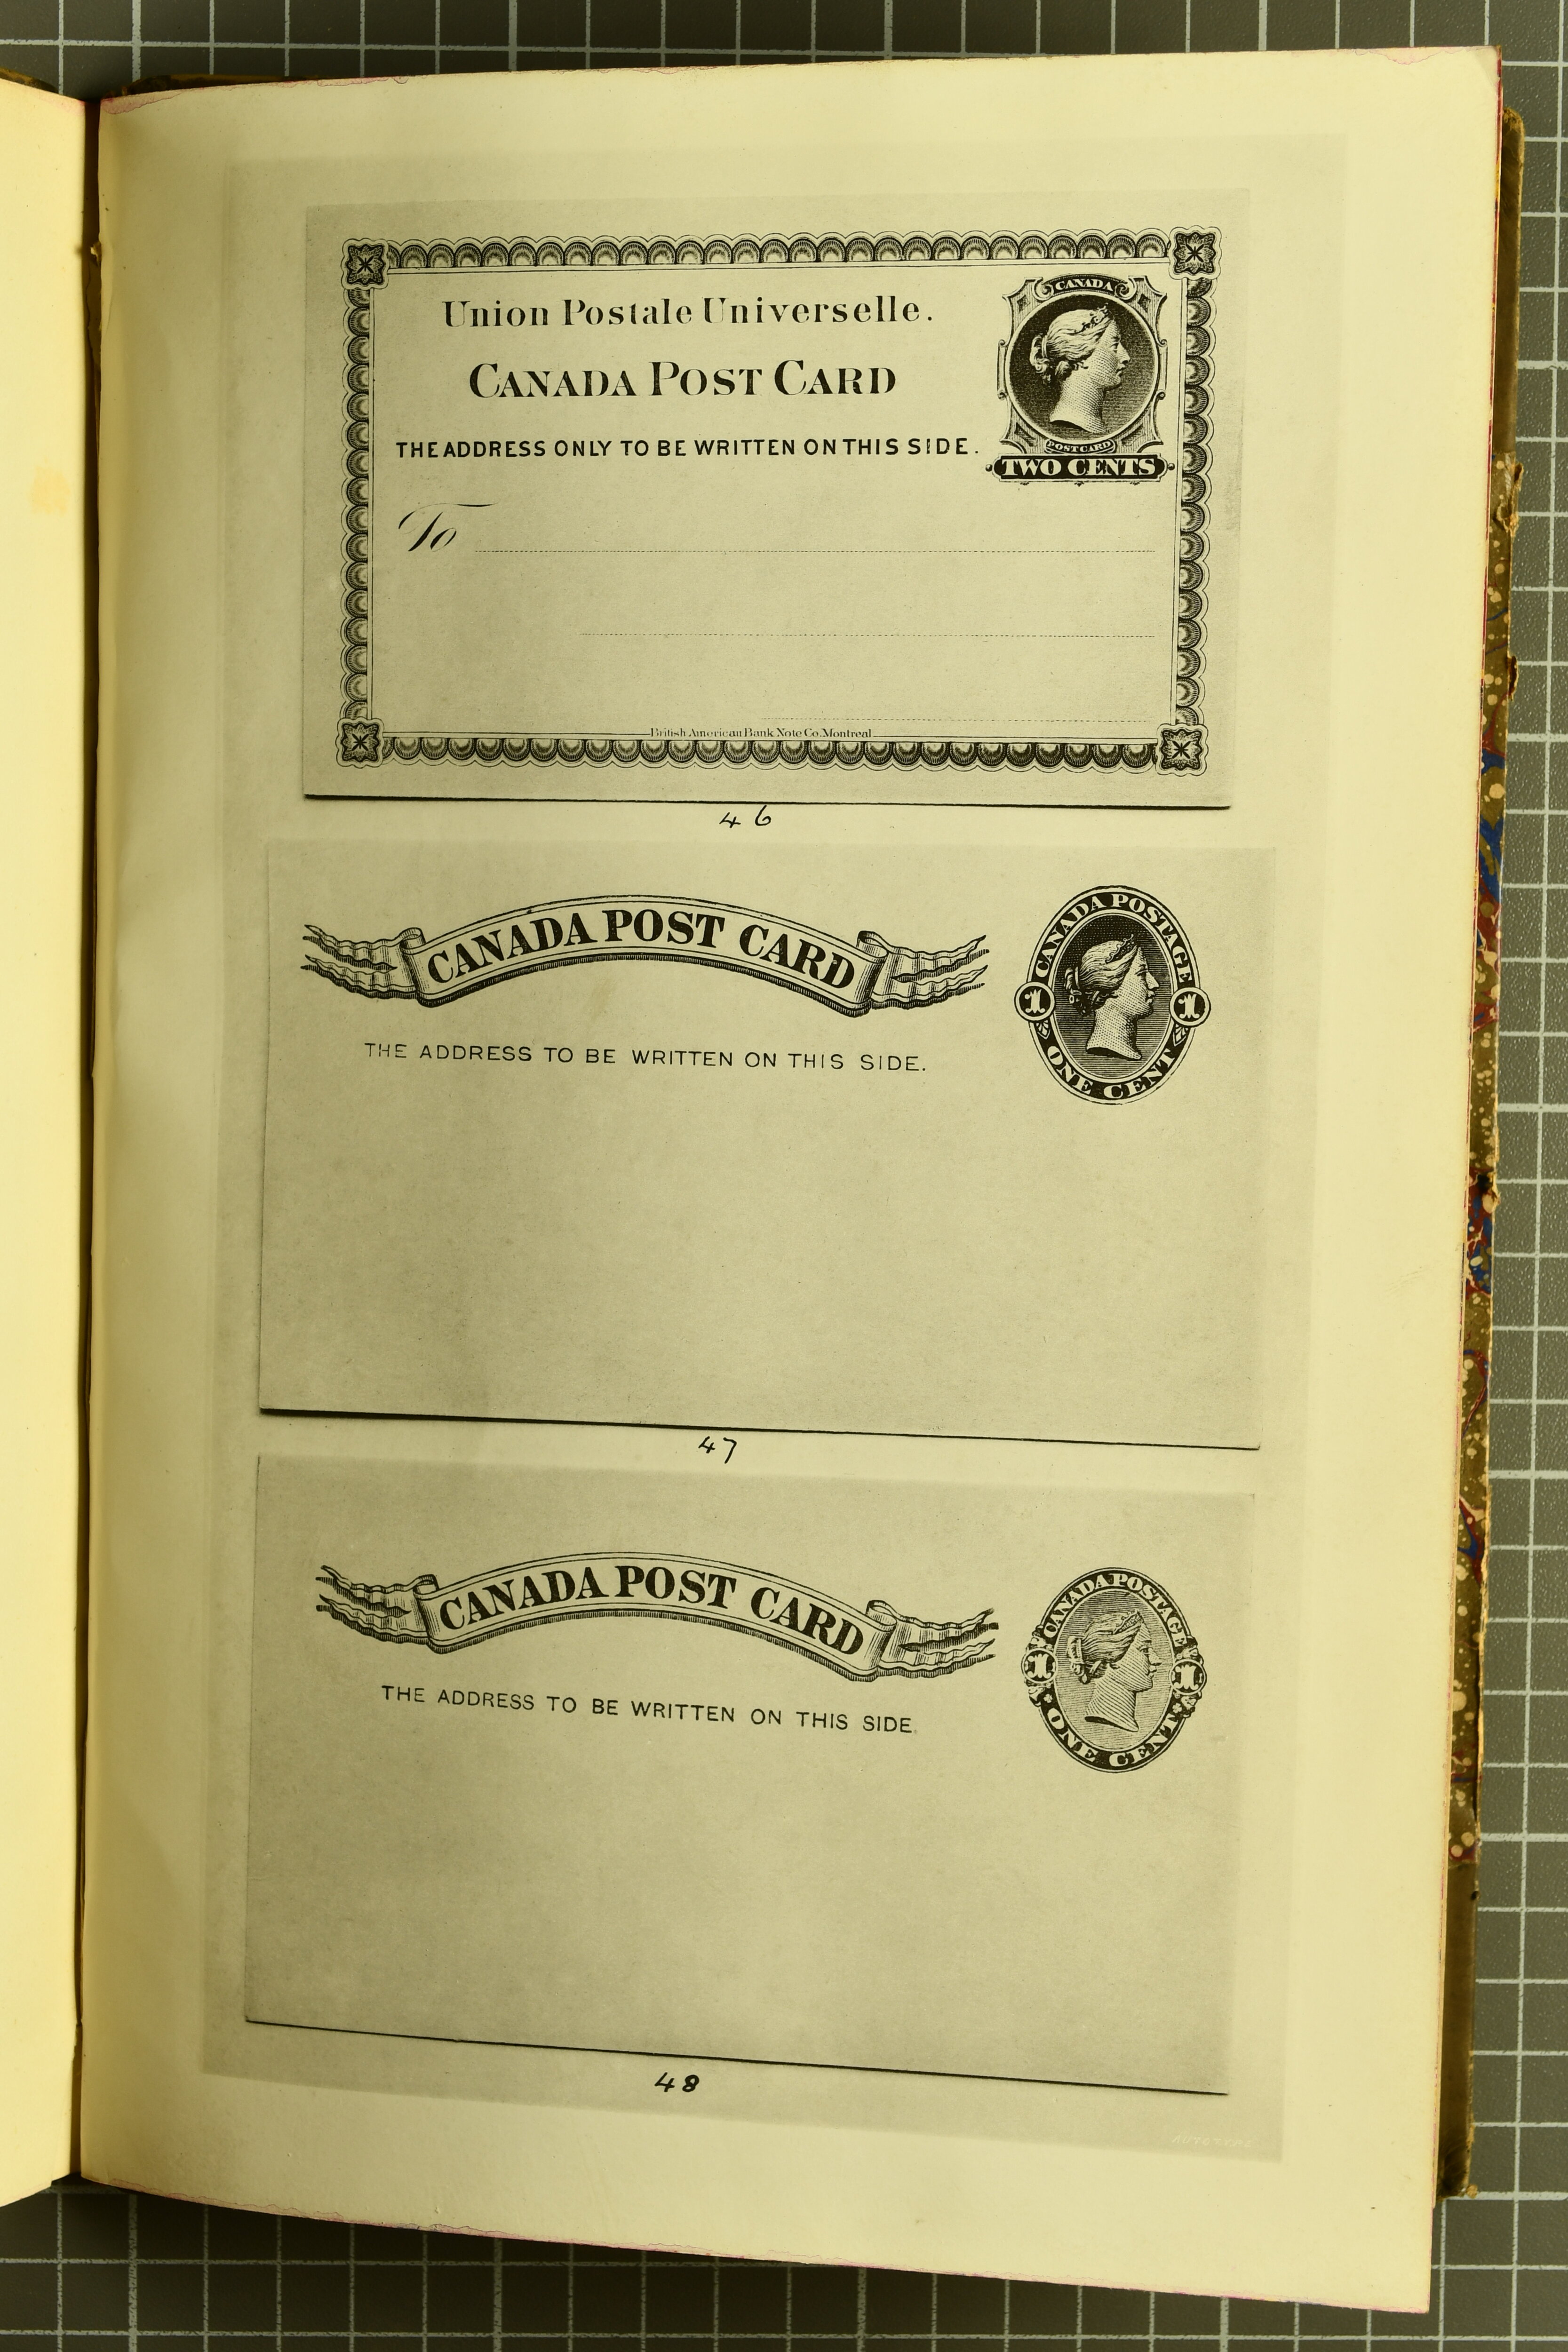 Union Postale Universelle.
CANADA POST CARD
THE ADDRESS ONLY TO BE WRITTEN ON THIS SIDE.
CANADA
POST CARD
TWO CENTS
To
British American Bank Note Co. Montreal
46
CANADA POST CARD
THE ADDRESS TO BE WRITTEN ON THIS SIDE.
CANADA POSTAGE
1 1
ONE CENT
47
CANADA POST CARD
THE ADDRESS TO BE WRITTEN ON THIS SIDE.
CANADA POSTAGE
1 1
ONE CENT
48
AUTOTYPE